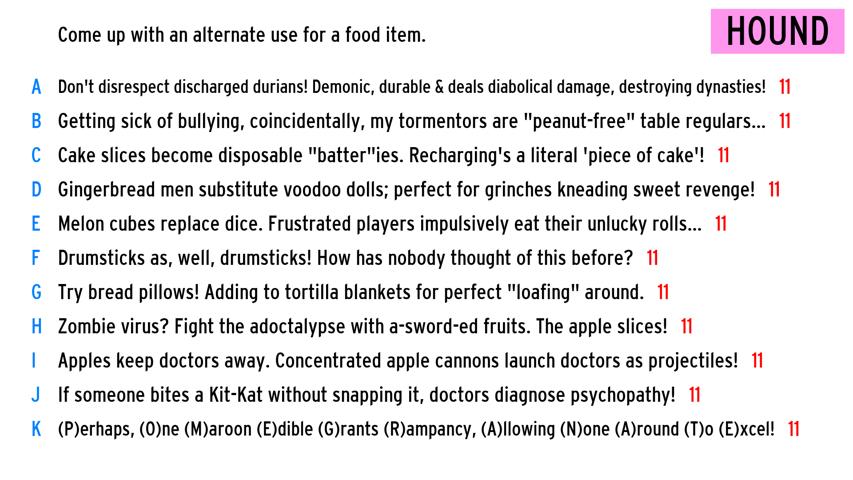 Come up with an alternate use for a food item.
HOUND
A Don't disrespect discharged durians! Demonic, durable & deals diabolical damage, destroying dynasties! 11
B Getting sick of bullying, coincidentally, my tormentors are "peanut-free" table regulars... 11
C Cake slices become disposable "batter"ies. Recharging's a literal 'piece of cake'! 11
D Gingerbread men substitute voodoo dolls; perfect for grinches kneading sweet revenge! 11
E Melon cubes replace dice. Frustrated players impulsively eat their unlucky rolls... 11
F Drumsticks as, well, drumsticks! How has nobody thought of this before? 11
G Try bread pillows! Adding to tortilla blankets for perfect "loafing" around. 11
H Zombie virus? Fight the adoctalypse with a-sword-ed fruits. The apple slices! 11
I Apples keep doctors away. Concentrated apple cannons launch doctors as projectiles! 11
J If someone bites a Kit-Kat without snapping it, doctors diagnose psychopathy! 11
K (P)erhaps, (O)ne (M)aroon (E)dible (G)rants (R)ampancy, (A)llowing (N)one (A)round (T)o (E)xcel! 11